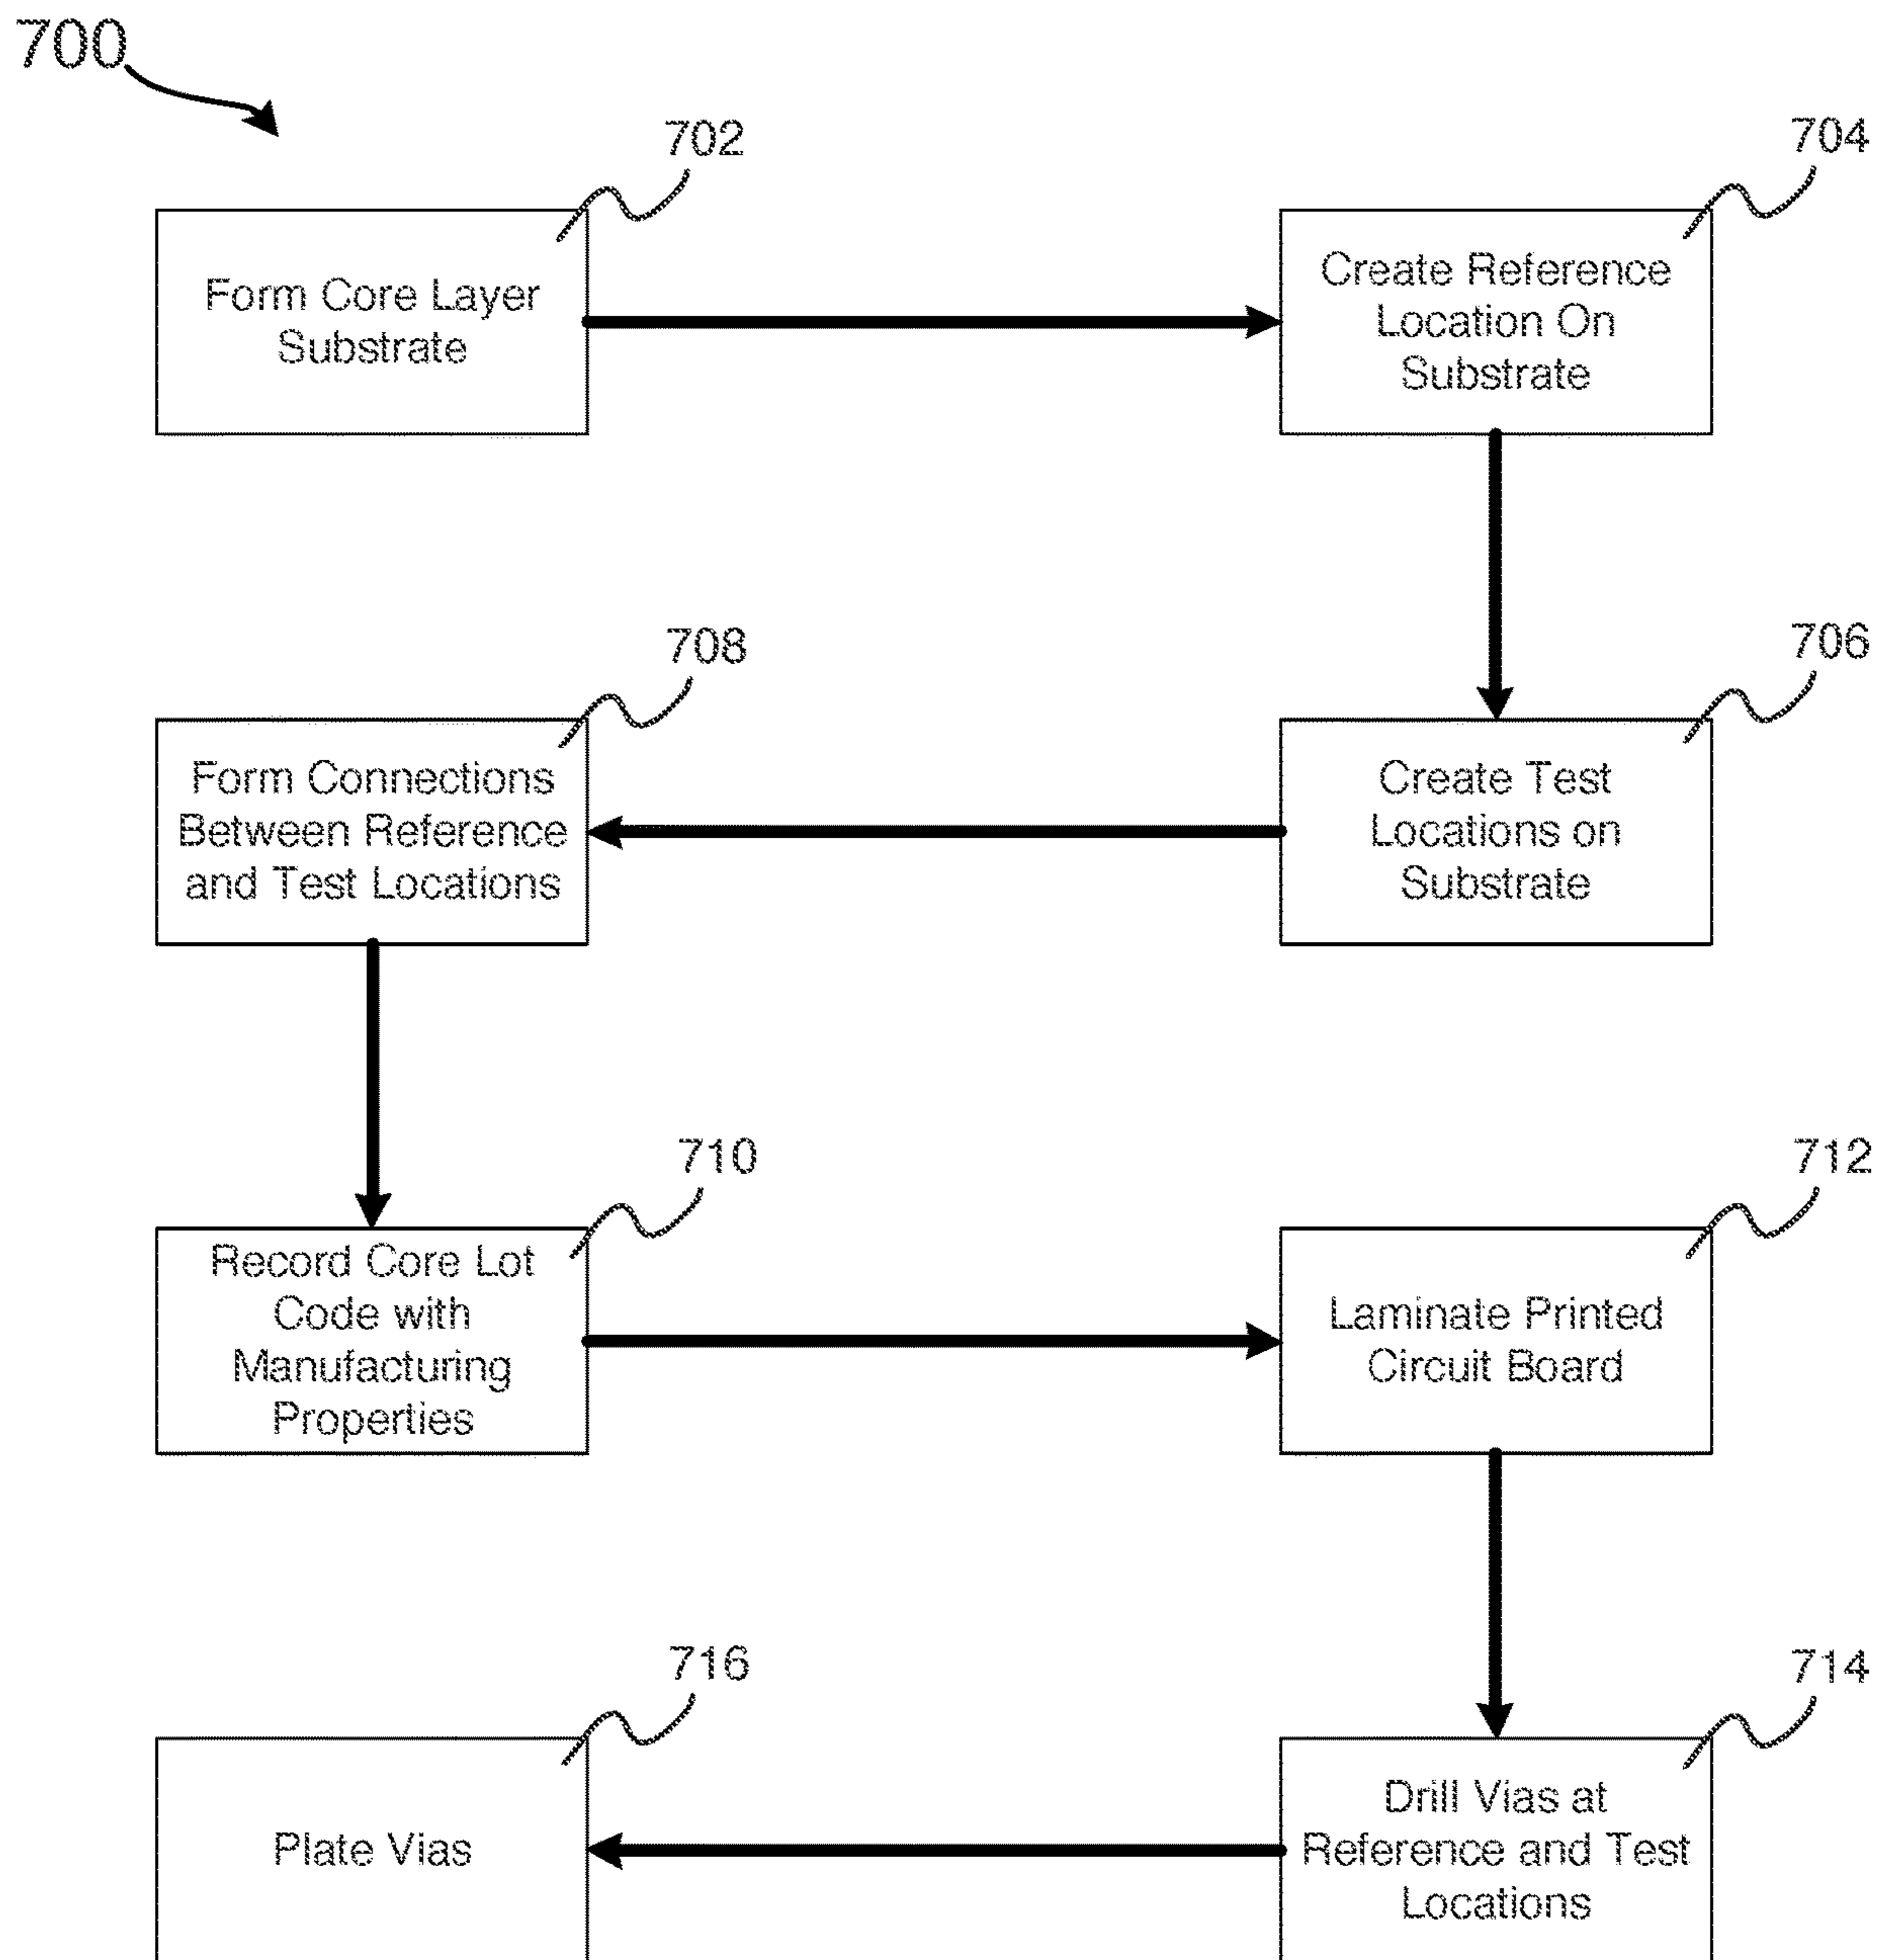 700
702
Form Core Layer
Substrate
704
Create Reference
Location On
Substrate
706
Create Test
Locations on
Substrate
708
Form Connections
Between Reference
and Test Locations
710
Record Core Lot
Code with
Manufacturing
Properties
712
Laminate Printed
Circuit Board
714
Drill Vias at
Reference and Test
Locations
716
Plate Vias